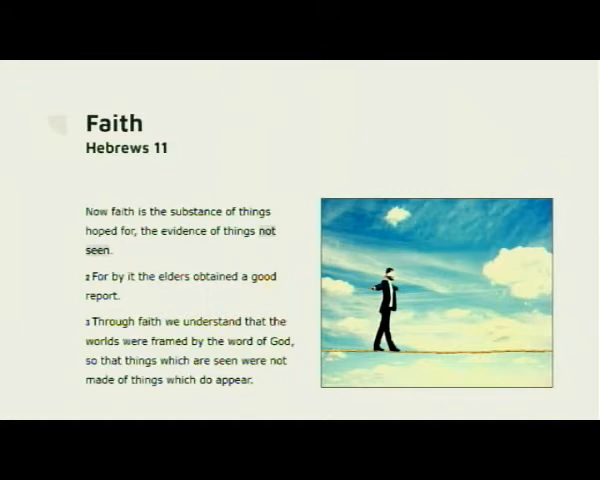 Faith
Hebrews 11
Now faith is the substance of things
hoped for, the evidence of things not
seen.
2 For by it the elders obtained a good
report.
3 Through faith we understand that the
worlds were framed by the word of God,
so that things which are seen were not
made of things which do appear.